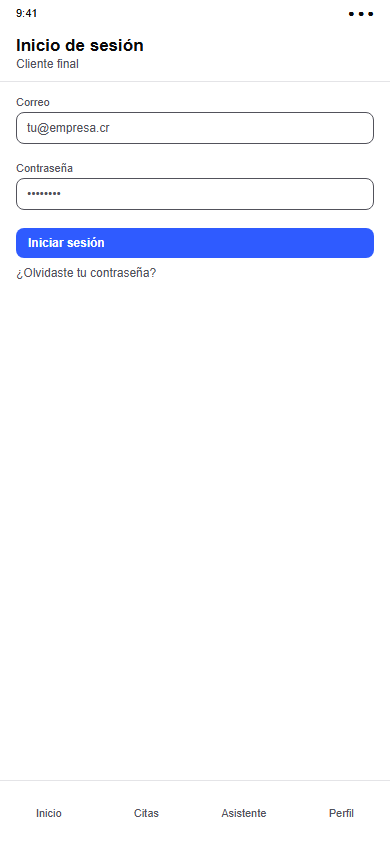 9:41
Inicio de sesión
Cliente final
Correo
tu@empresa.cr
Contraseña
••••••••
Iniciar sesión
¿Olvidaste tu contraseña?
Inicio Citas Asistente Perfil